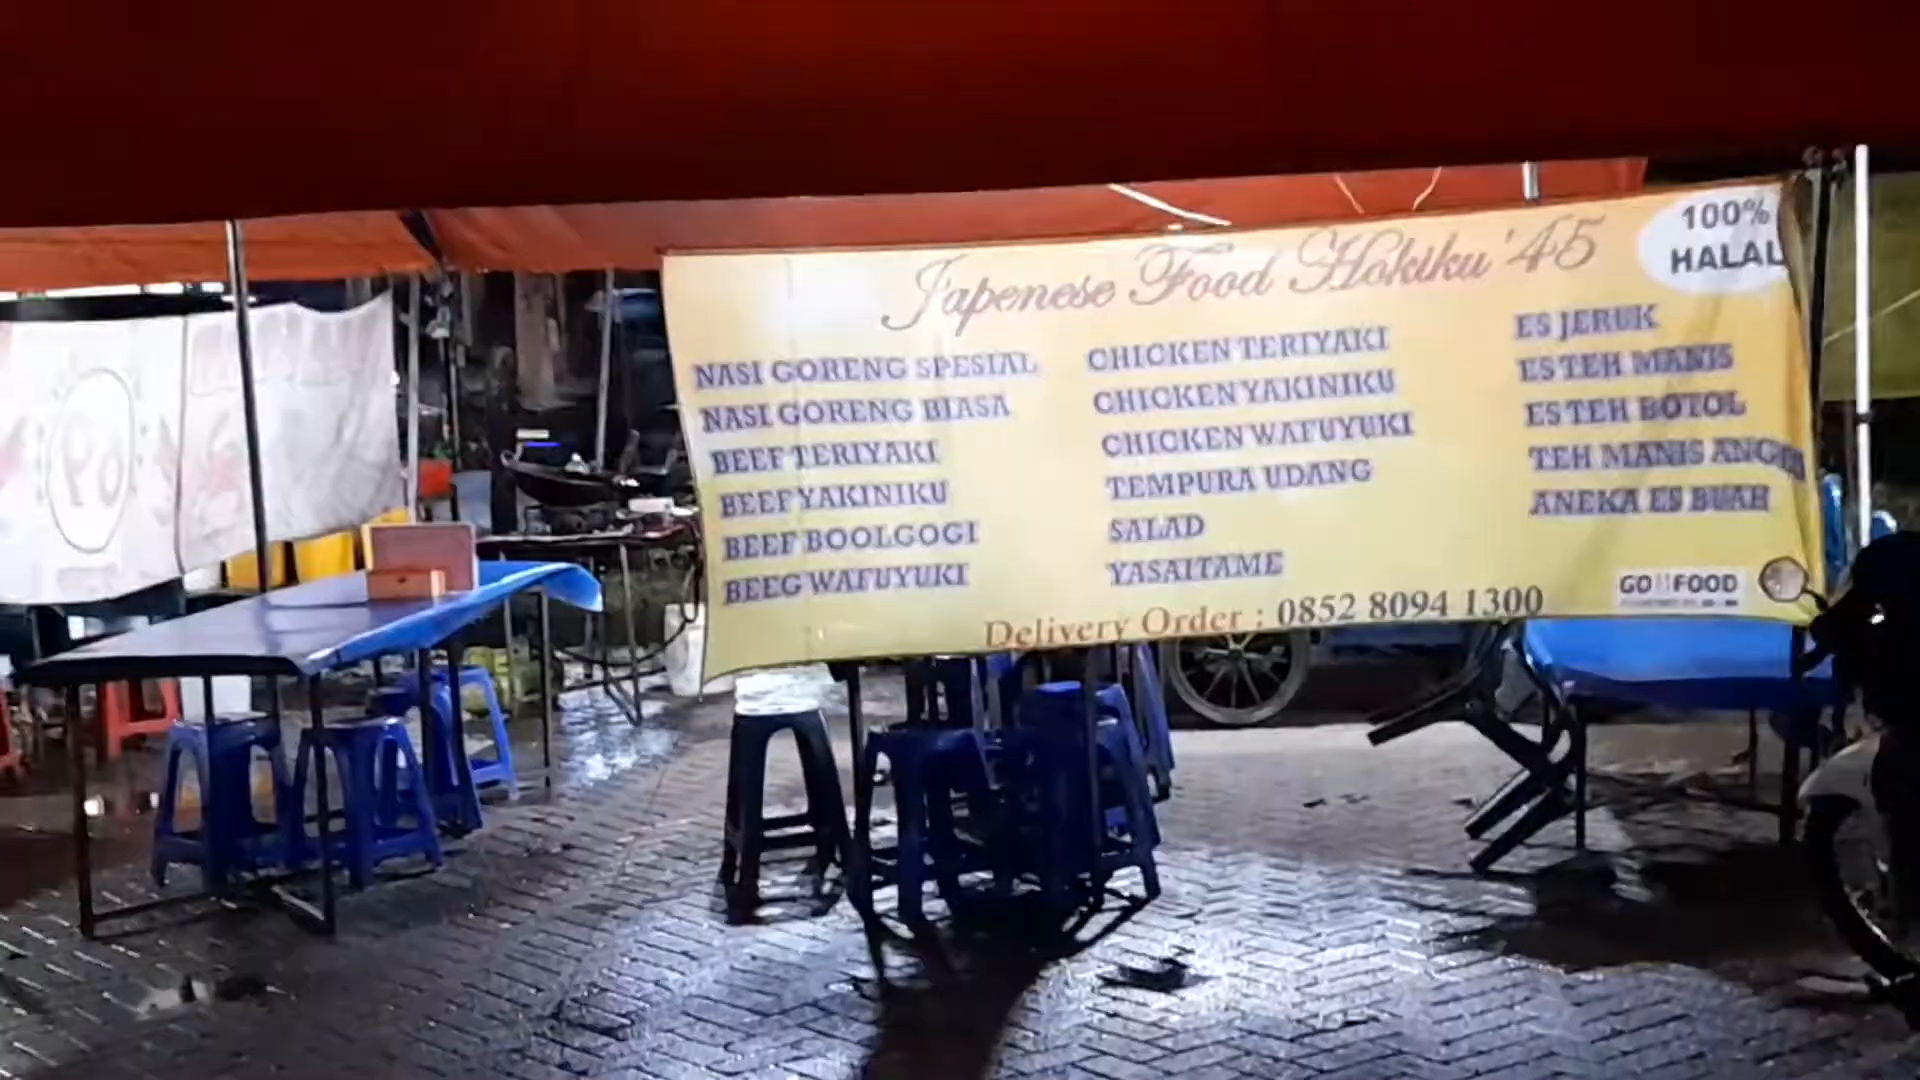 Japenese Food Hokiku '45
100%
HALAL
NASI GORENG SPESIAL
NASI GORENG BIASA
BEEF TERIYAKI
BEEF YAKINIKU
BEEF BOOLGOGI
BEEG WAFUYUKI
CHICKEN TERIYAKI
CHICKEN YAKINIKU
CHICKEN WAFUYUKI
TEMPURA UDANG
SALAD
YASAITAME
ES JERUK
ES TEH MANIS
ES TEH BOTOL
TEH MANIS
ANEKA ES BUAH
Delivery Order : 0852 8094 1300
GO FOOD
Po